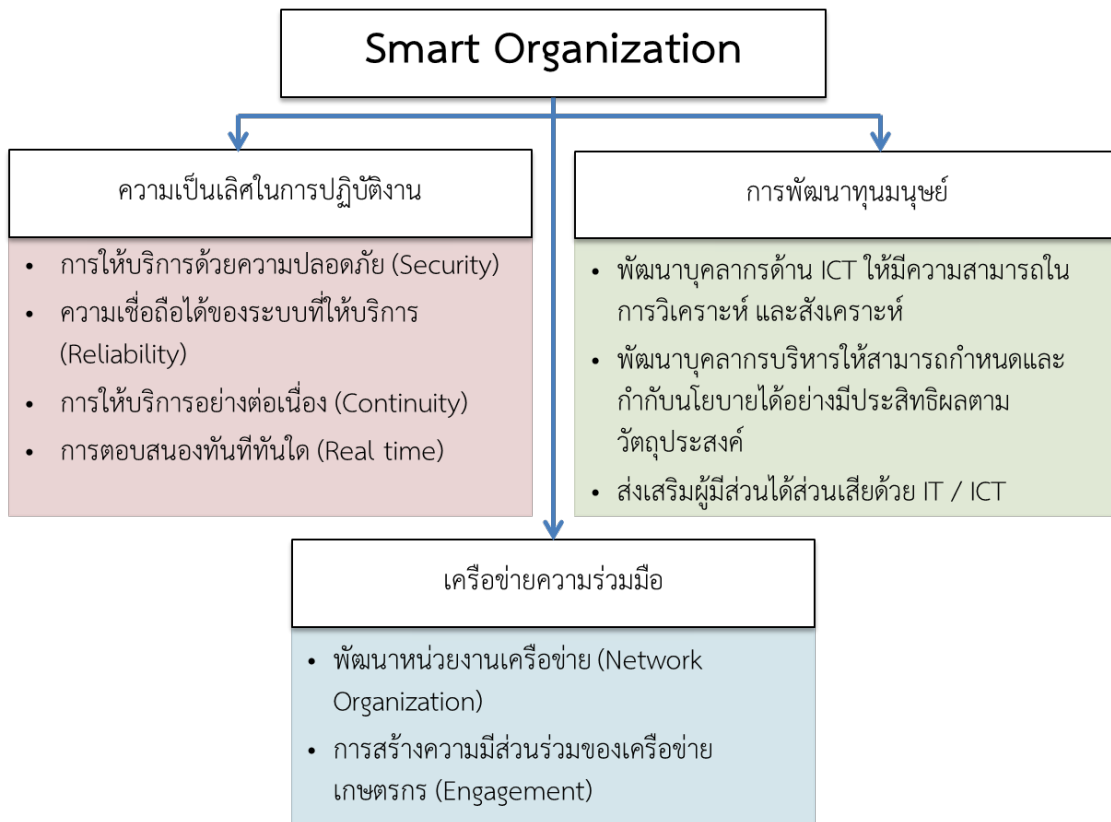 Smart Organization
ความเป็นเลิศในการปฏิบัติงาน
• การให้บริการด้วยความปลอดภัย (Security)
• ความเชื่อถือได้ของระบบที่ให้บริการ
(Reliability)
• การให้บริการอย่างต่อเนื่อง (Continuity)
• การตอบสนองทันทีทันใด (Real time)
การพัฒนาทุนมนุษย์
• พัฒนาบุคลากรด้าน ICT ให้มีความสามารถใน
การวิเคราะห์ และสังเคราะห์
• พัฒนาบุคลากรบริหารให้สามารถกำหนดและ
กำกับนโยบายได้อย่างมีประสิทธิผลตาม
วัตถุประสงค์
• ส่งเสริมผู้มีส่วนได้ส่วนเสียด้วย IT / ICT
เครือข่ายความร่วมมือ
• พัฒนาหน่วยงานเครือข่าย (Network
Organization)
• การสร้างความมีส่วนร่วมของเครือข่าย
เกษตรกร (Engagement)